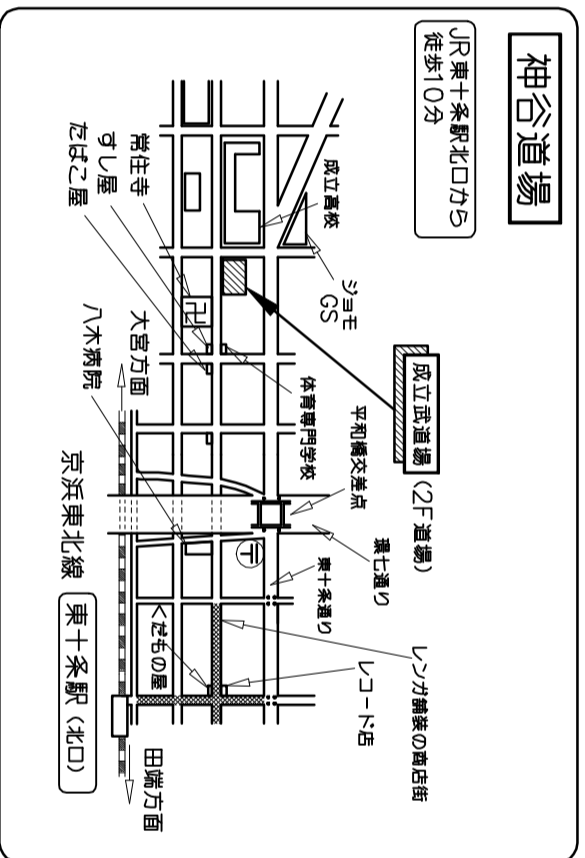 神谷道場
JR東十条駅北口から
徒歩10分
成立武道場
(2F道場)
ジョモ
GS
成立高校
常住寺
すし屋
たばこ屋
卍
体育専門学校
平和橋交差点
環七通り
東十条通り
レンガ舗装の商店街
レコード店
くだもの屋
〒
八木病院
大宮方面
京浜東北線
東十条駅(北口)
田端方面